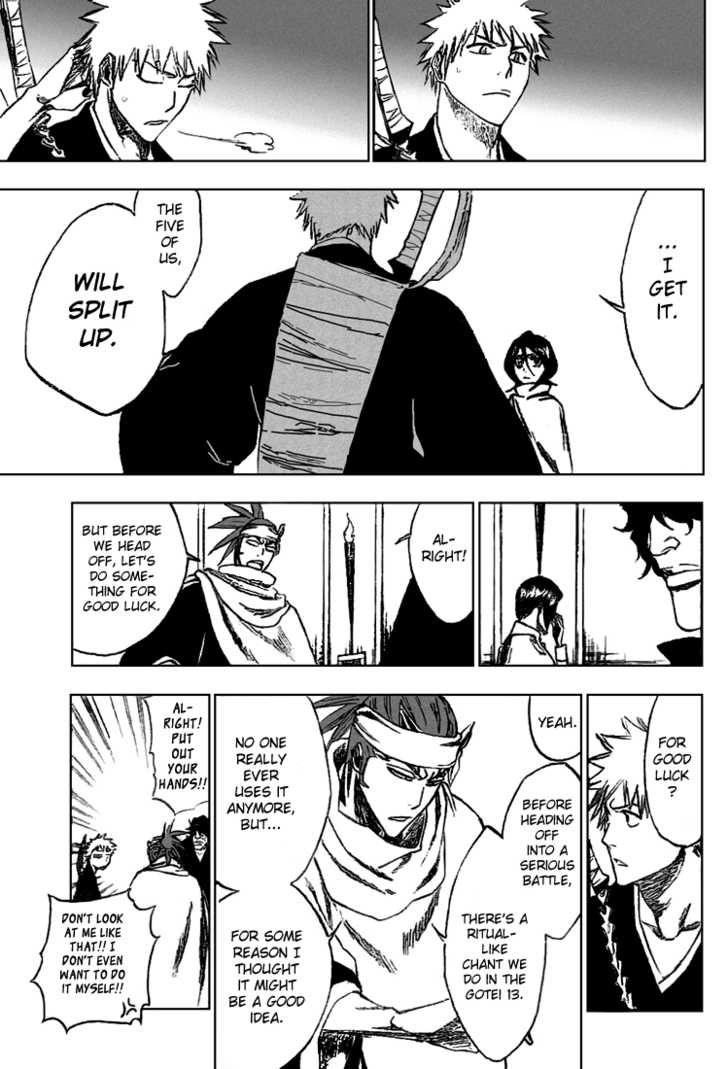 ...
I
GET
IT.
THE
FIVE
OF
US,
WILL
SPLIT
UP.
AL-
RIGHT!
BUT BEFORE
WE HEAD
OFF, LET'S
DO SOME-
THING FOR
GOOD LUCK.
FOR
GOOD
LUCK
?
YEAH.
BEFORE
HEADING
OFF
INTO A
SERIOUS
BATTLE,
THERE'S A
RITUAL-
LIKE
CHANT WE
DO IN THE
GOTEI 13.
NO ONE
REALLY
EVER
USES IT
ANYMORE,
BUT...
FOR SOME
REASON I
THOUGHT
IT MIGHT
BE A GOOD
IDEA.
AL-
RIGHT!
PUT
OUT
YOUR
HANDS!!
DON'T LOOK
AT ME LIKE
THAT!! I
DON'T EVEN
WANT TO DO
IT MYSELF!!